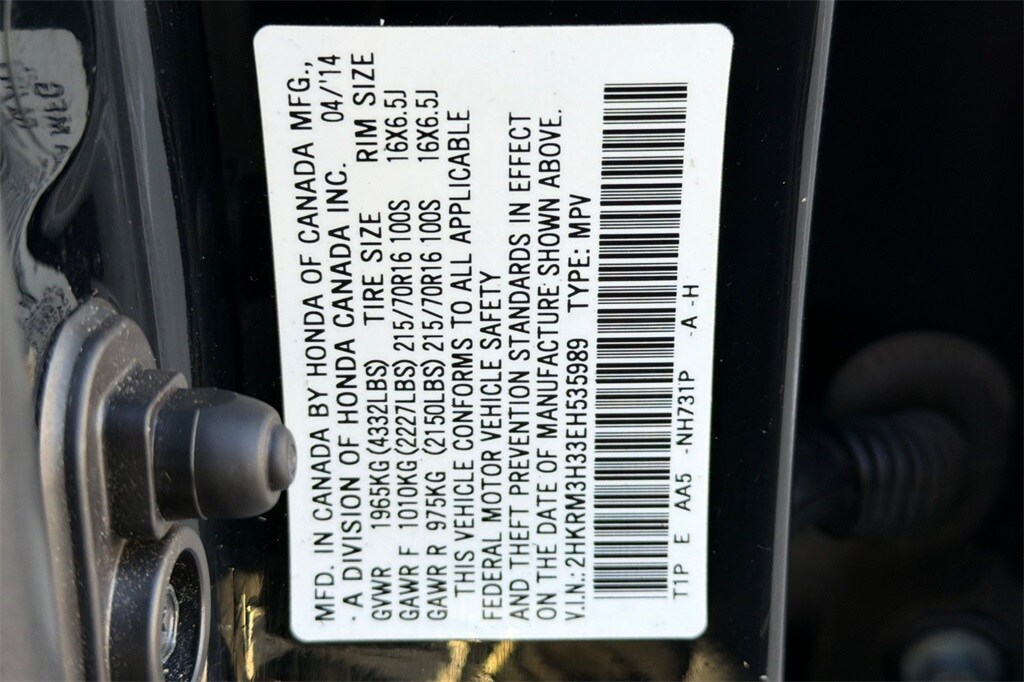 MFD. IN CANADA BY HONDA OF CANADA MFG.,
A DIVISION OF HONDA CANADA INC. 04/'14
GVWR 1965KG(4332LBS) TIRE SIZE RIM SIZE
GAWR F 1010KG(2227LBS) 215/70R16 100S 16X6.5J
GAWR R 975KG (2150LBS) 215/70R16 100S 16X6.5J
THIS VEHICLE CONFORMS TO ALL APPLICABLE
FEDERAL MOTOR VEHICLE SAFETY
AND THEFT PREVENTION STANDARDS IN EFFECT
ON THE DATE OF MANUFACTURE SHOWN ABOVE.
V.I.N.:2HKRM3H33EH535989 TYPE: MPV
T1P E AA5 -NH731P -A -H